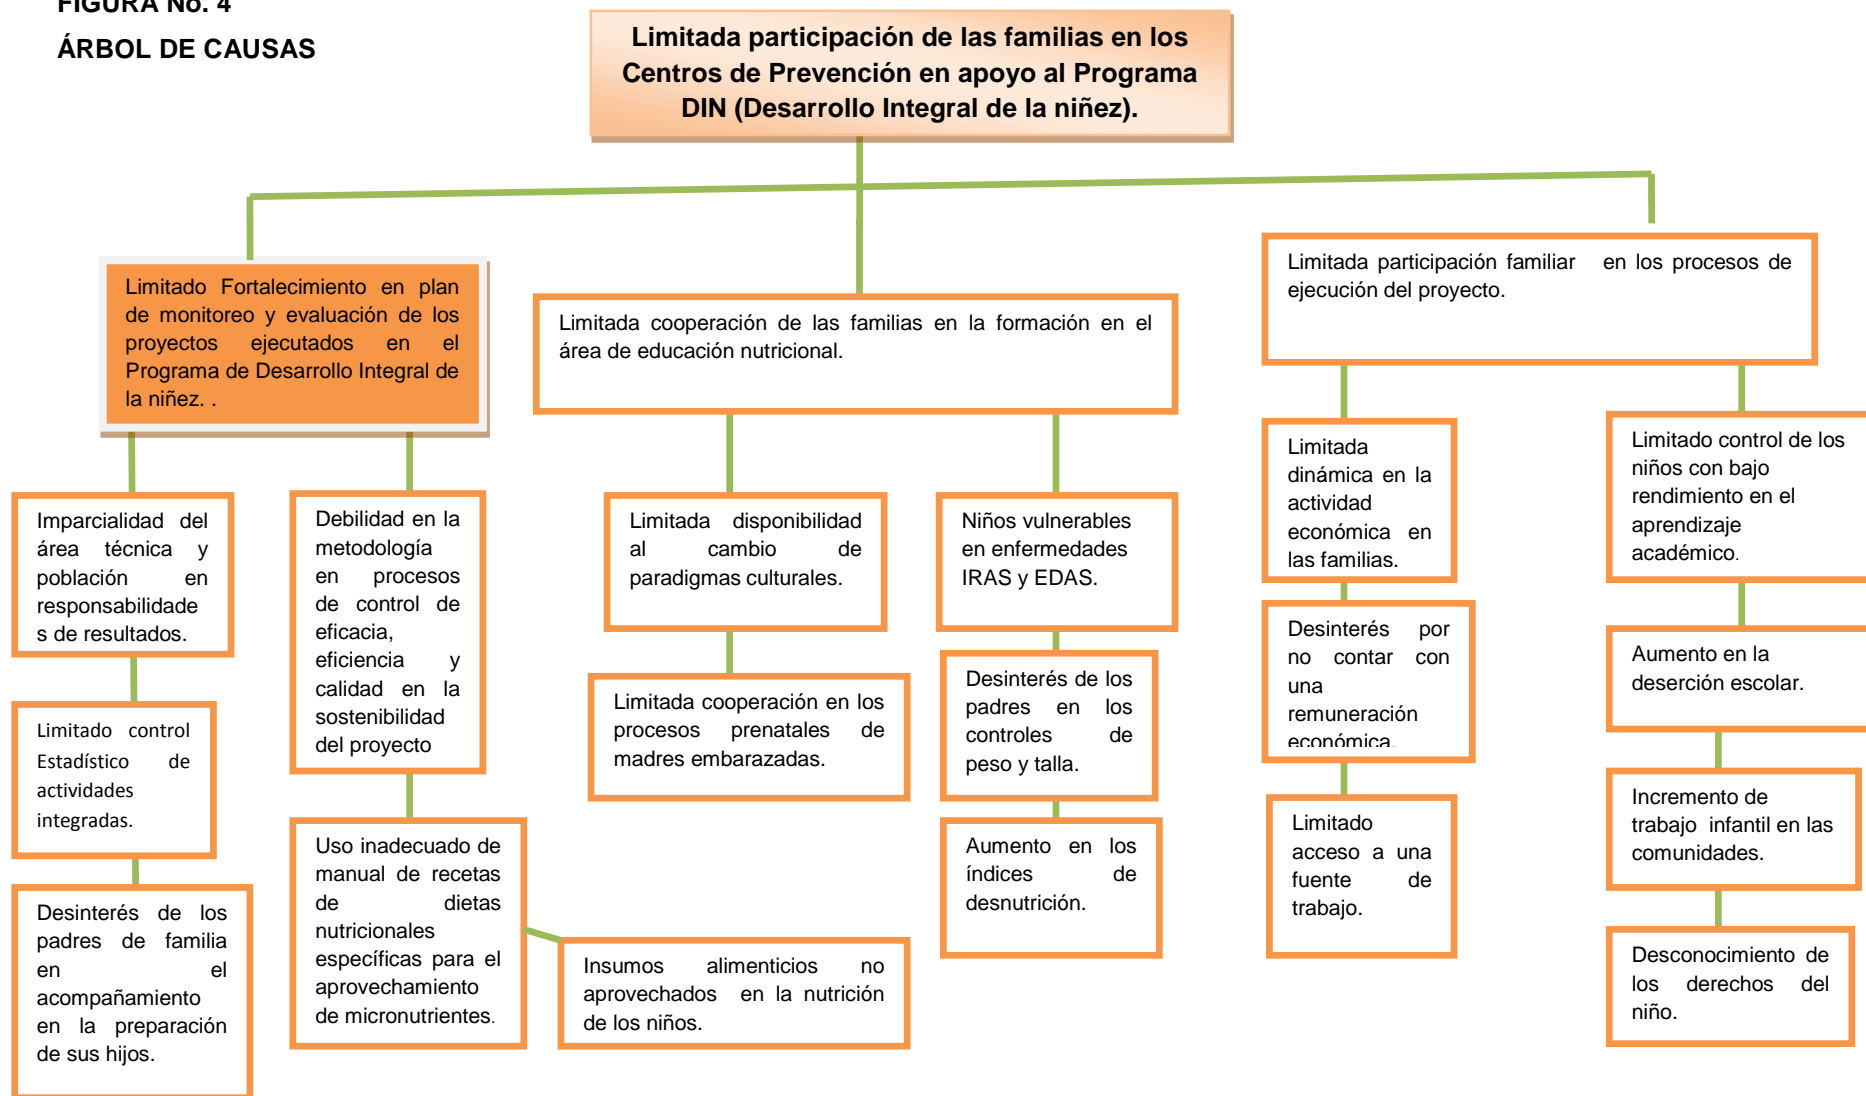 FIGURA No. 4
ÁRBOL DE CAUSAS
Limitada participación de las familias en los
Centros de Prevención en apoyo al Programa
DIN (Desarrollo Integral de la niñez).
Limitado Fortalecimiento en plan
de monitoreo y evaluación de los
proyectos ejecutados en el
Programa de Desarrollo Integral de
la niñez. .
Limitada cooperación de las familias en la formación en el
área de educación nutricional.
Limitada participación familiar en los procesos de
ejecución del proyecto.
Imparcialidad del
área técnica y
población en
responsabilidade
s de resultados.
Limitado control
Estadístico de
actividades
integradas.
Desinterés de los
padres de familia
en el
acompañamiento
en la preparación
de sus hijos.
Debilidad en la
metodología
en procesos
de control de
eficacia,
eficiencia y
calidad en la
sostenibilidad
del proyecto
Uso inadecuado de
manual de recetas
de dietas
nutricionales
específicas para el
aprovechamiento
de micronutrientes.
Insumos alimenticios no
aprovechados en la nutrición
de los niños.
Limitada disponibilidad
al cambio de
paradigmas culturales.
Limitada cooperación en los
procesos prenatales de
madres embarazadas.
Niños vulnerables
en enfermedades
IRAS y EDAS.
Desinterés de los
padres en los
controles de
peso y talla.
Aumento en los
índices de
desnutrición.
Limitada
dinámica en la
actividad
económica en
las familias.
Desinterés por
no contar con
una
remuneración
económica.
Limitado
acceso a una
fuente de
trabajo.
Limitado control de los
niños con bajo
rendimiento en el
aprendizaje
académico.
Aumento en la
deserción escolar.
Incremento de
trabajo infantil en las
comunidades.
Desconocimiento de
los derechos del
niño.